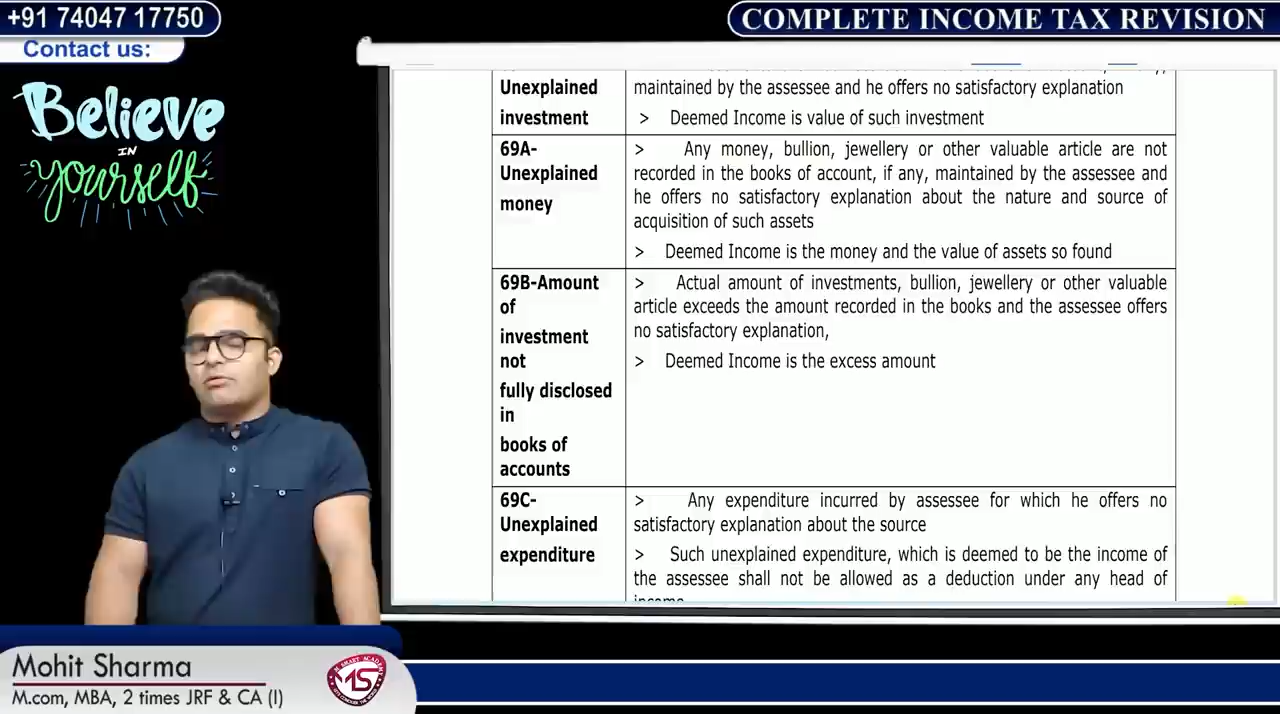 +91 74047 17750
Contact us:
COMPLETE INCOME TAX REVISION
Believe
IN
yourself
Unexplained
investment
maintained by the assessee and he offers no satisfactory explanation
> Deemed Income is value of such investment
69A-
Unexplained
money
> Any money, bullion, jewellery or other valuable article are not
recorded in the books of account, if any, maintained by the assessee and
he offers no satisfactory explanation about the nature and source of
acquisition of such assets
> Deemed Income is the money and the value of assets so found
69B-Amount
of
investment
not
fully disclosed
in
books of
accounts
> Actual amount of investments, bullion, jewellery or other valuable
article exceeds the amount recorded in the books and the assessee offers
no satisfactory explanation,
> Deemed Income is the excess amount
69C-
Unexplained
expenditure
> Any expenditure incurred by assessee for which he offers no
satisfactory explanation about the source
> Such unexplained expenditure, which is deemed to be the income of
the assessee shall not be allowed as a deduction under any head of
income
Mohit Sharma
M.com, MBA, 2 times JRF & CA (I)
MS